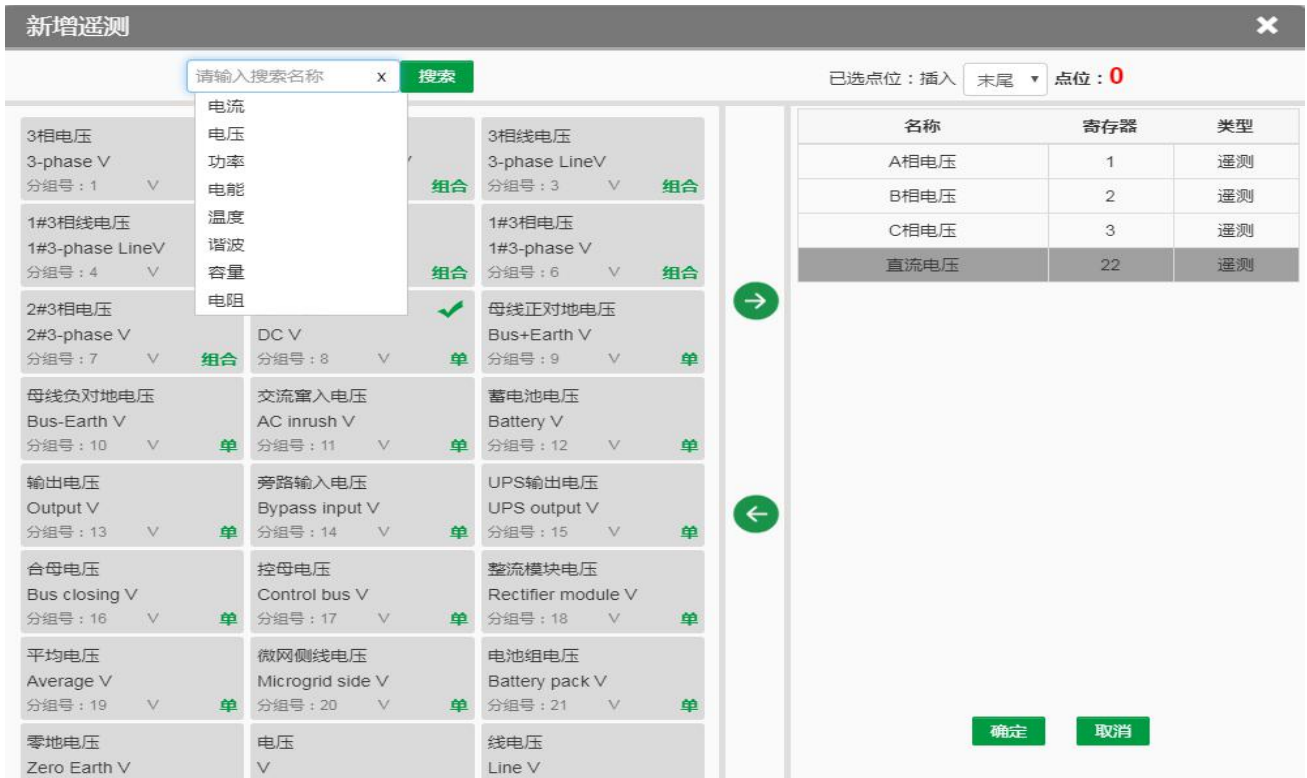 新增遥测
请输入搜索名称 x 搜索
已选点位：插入 末尾 点位：0
电流
电压
功率
电能
温度
谐波
容量
电阻
3相电压
3-phase V
分组号：1 V
组合
3相线电压
3-phase LineV
分组号：3 V 组合
1#3相线电压
1#3-phase LineV
分组号：4 V
组合
1#3相电压
1#3-phase V
分组号：6 V 组合
2#3相电压
2#3-phase V
分组号：7 V 组合
DC V
分组号：8 V 单
母线正对地电压
Bus+Earth V
分组号：9 V 单
母线负对地电压
Bus-Earth V
分组号：10 V 单
交流窜入电压
AC inrush V
分组号：11 V 单
蓄电池电压
Battery V
分组号：12 V 单
输出电压
Output V
分组号：13 V 单
旁路输入电压
Bypass input V
分组号：14 V 单
UPS输出电压
UPS output V
分组号：15 V 单
合母电压
Bus closing V
分组号：16 V 单
控母电压
Control bus V
分组号：17 V 单
整流模块电压
Rectifier module V
分组号：18 V 单
平均电压
Average V
分组号：19 V 单
微网侧线电压
Microgrid side V
分组号：20 V 单
电池组电压
Battery pack V
分组号：21 V 单
零地电压
Zero Earth V
电压
V
线电压
Line V
名称 寄存器 类型
A相电压 1 遥测
B相电压 2 遥测
C相电压 3 遥测
直流电压 22 遥测
确定 取消